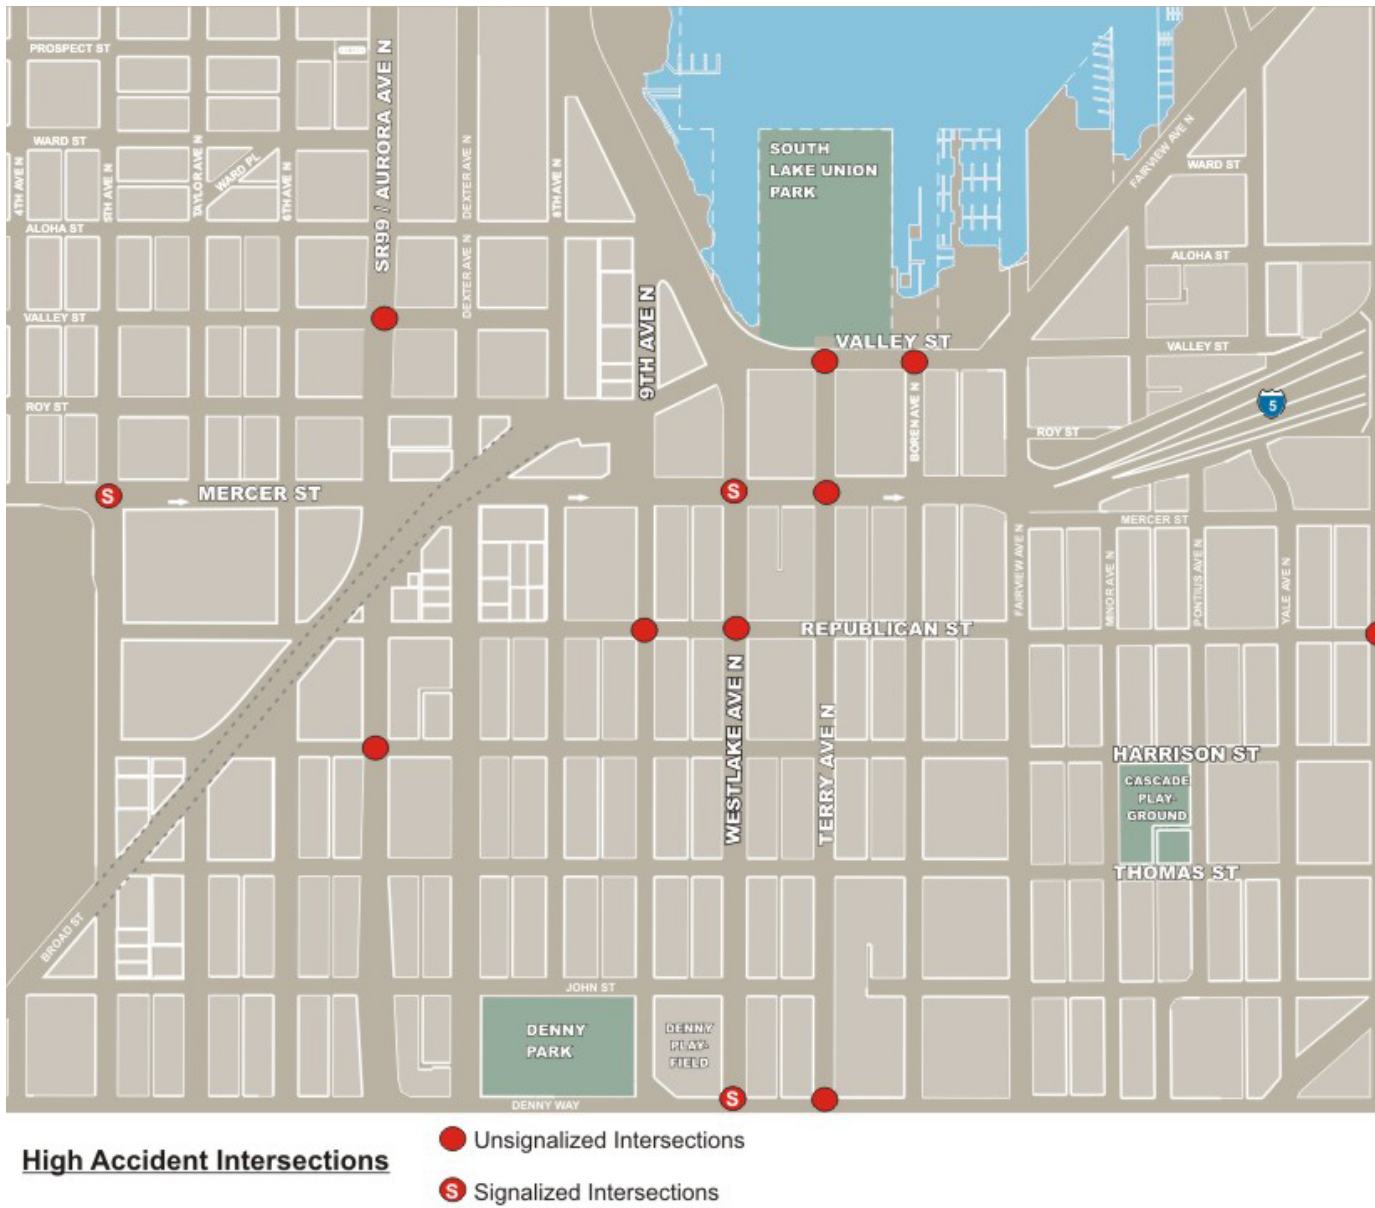 PROSPECT ST
WARD ST
4TH AVE N
5TH AVE N
TAYLOR AVE N
WARD PL
6TH AVE N
SR99 / AURORA AVE N
DEXTER AVE N
8TH AVE N
SOUTH
LAKE UNION
PARK
FAIRVIEW AVE N
WARD ST
ALOHA ST
DEXTER AVE N
ALOHA ST
VALLEY ST
9TH AVE N
VALLEY ST
VALLEY ST
ROY ST
BOREN AVE N
ROY ST
5
S
MERCER ST
S
MERCER ST
FAIRVIEW AVE N
MINOR AVE N
PONTIUS AVE N
YALE AVE N
REPUBLICAN ST
WESTLAKE AVE N
TERRY AVE N
HARRISON ST
CASCADE
PLAY-
GROUND
THOMAS ST
BROAD ST
JOHN ST
DENNY
PARK
DENNY
PLAY-
FIELD
DENNY WAY
S
High Accident Intersections
Unsignalized Intersections
S Signalized Intersections